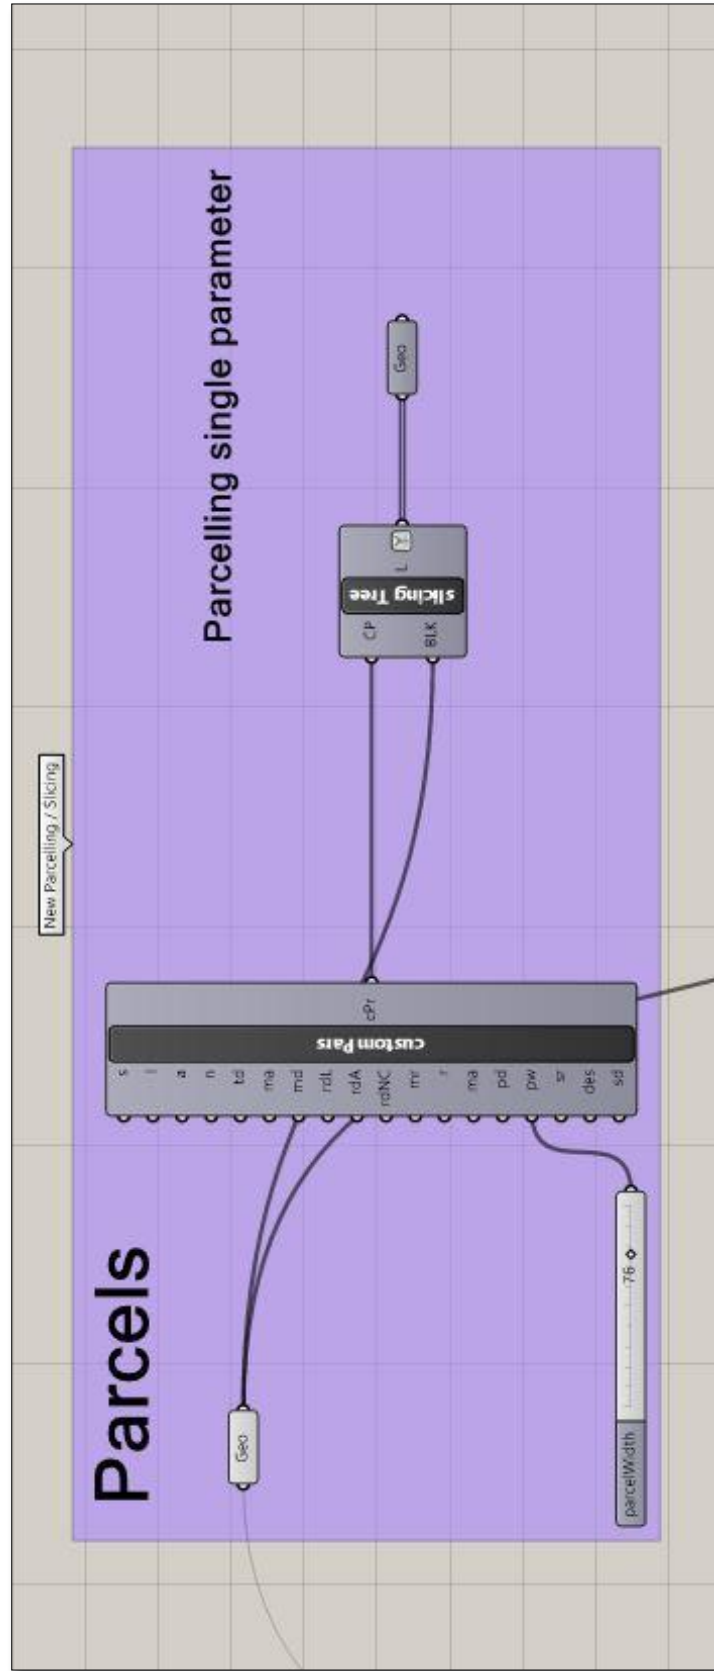 New Parcelling / Slicing
Parcels
Parcelling single parameter
Geo
custom Pars
s
l
a
n
td
ma
md
rdL
rdA
rdNC
mr
r
ma
pd
pw
sr
des
sd
cPr
parcelWidth
76
slicing Tree
CP
BLK
L
Geo